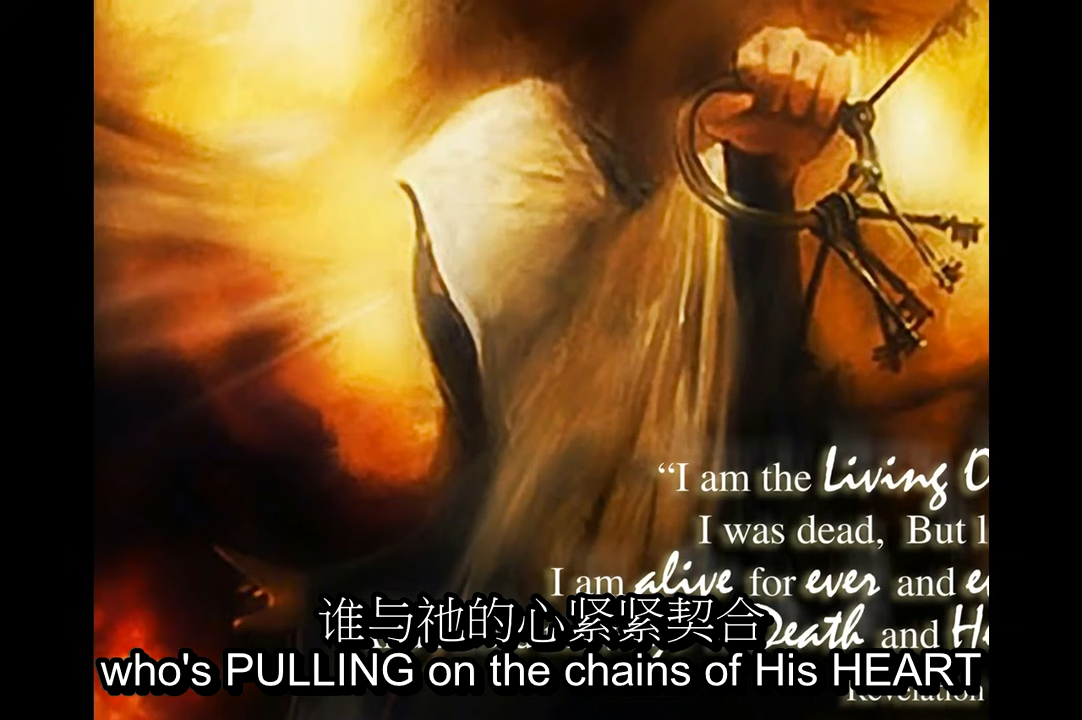 “I am the Living
I was dead, But
I am alive for ever and
Death and
谁与祂的心紧紧契合
who's PULLING on the chains of His HEART
Revelation